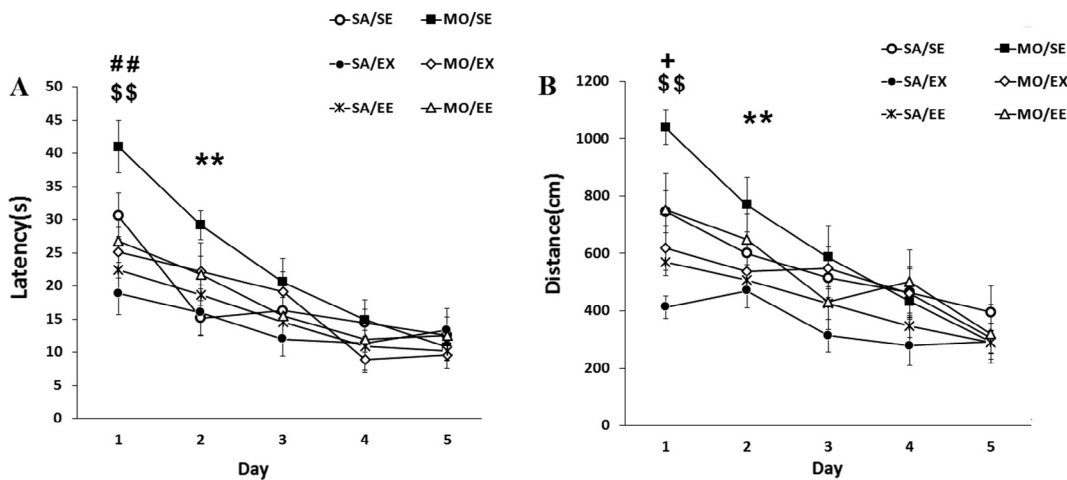 SA/SE MO/SE
SA/EX MO/EX
SA/EE MO/EE
A
##
$$
**
Latency(s)
50
45
40
35
30
25
20
15
10
5
0
1 2 3 4 5
Day
SA/SE MO/SE
SA/EX MO/EX
SA/EE MO/EE
B
+
$$
**
Distance(cm)
1200
1000
800
600
400
200
0
1 2 3 4 5
Day